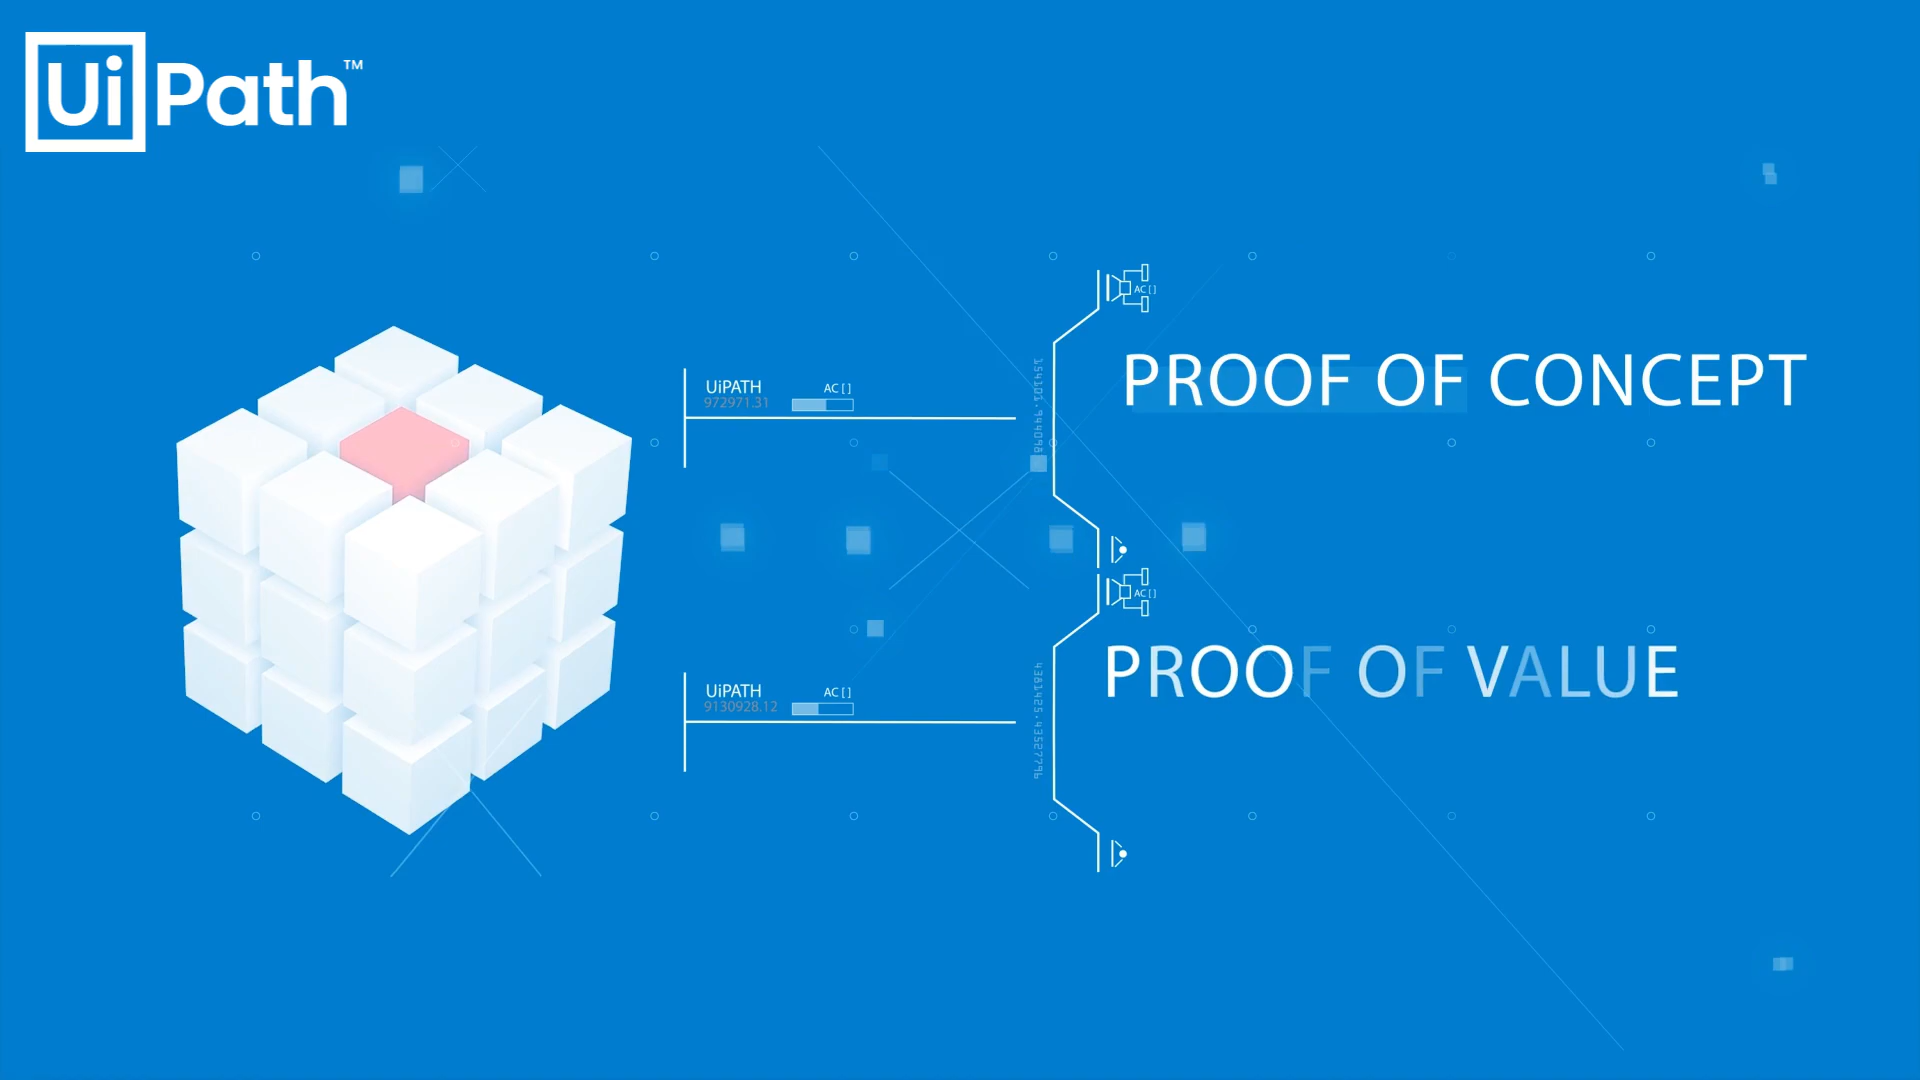 UiPath™
AC [ ]
UiPATH AC [ ]
972971.31
PROOF OF CONCEPT
AC [ ]
PROOF OF VALUE
UiPATH AC [ ]
9130928.12